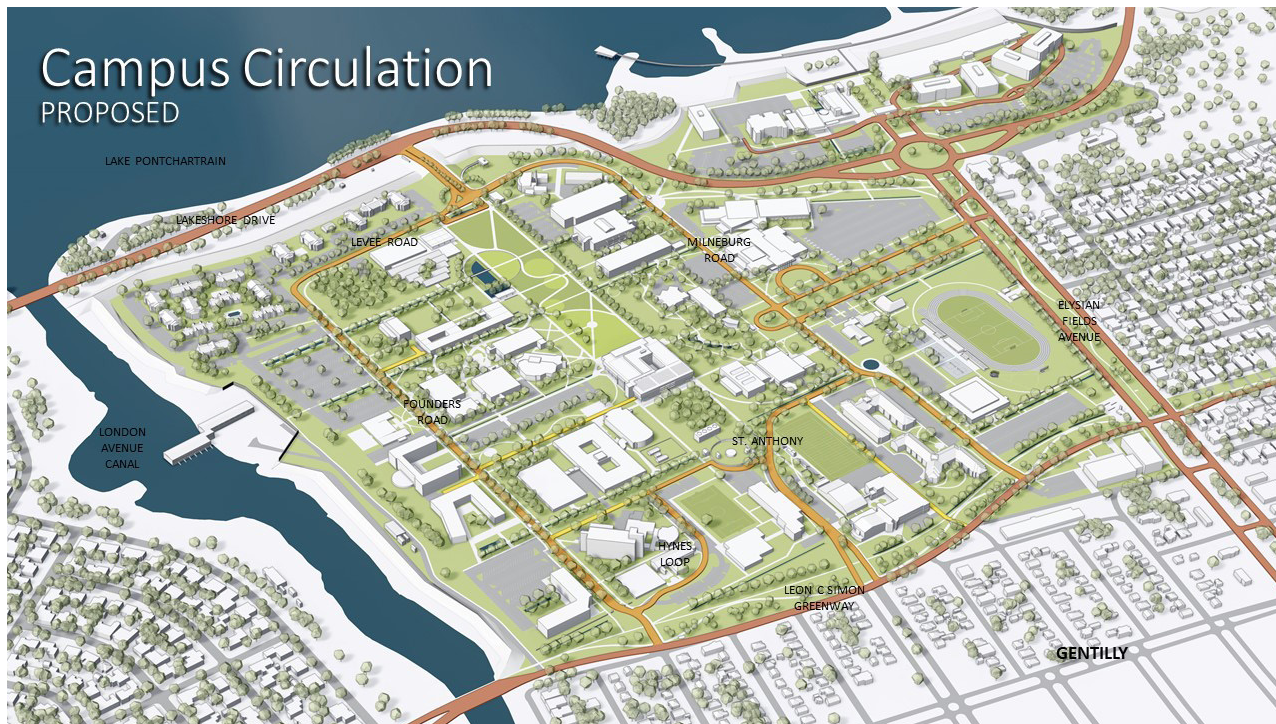 Campus Circulation
PROPOSED
LAKE PONTCHARTRAIN
LAKESHORE DRIVE
LEVEE ROAD
MILNEBURG
ROAD
ELYSIAN
FIELDS
AVENUE
FOUNDERS
ROAD
LONDON
AVENUE
CANAL
ST. ANTHONY
HYNES
LOOP
LEON C SIMON
GREENWAY
GENTILLY